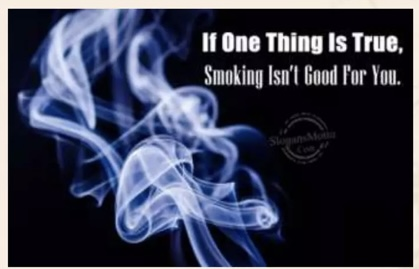 If One Thing Is True,
Smoking Isn't Good For You.
SlogansMotto
.Com